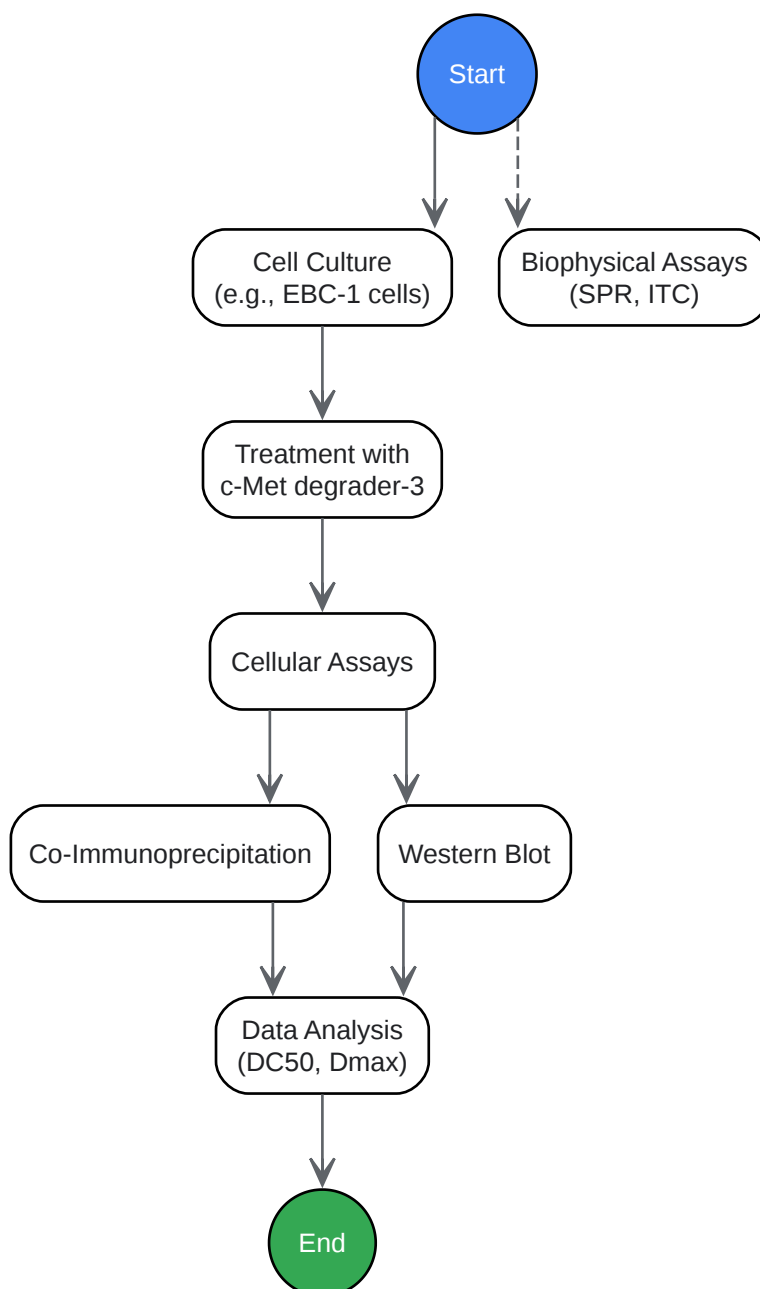 Start
Cell Culture
(e.g., EBC-1 cells)
Biophysical Assays
(SPR, ITC)
Treatment with
c-Met degrader-3
Cellular Assays
Co-Immunoprecipitation
Western Blot
Data Analysis
(DC50, Dmax)
End